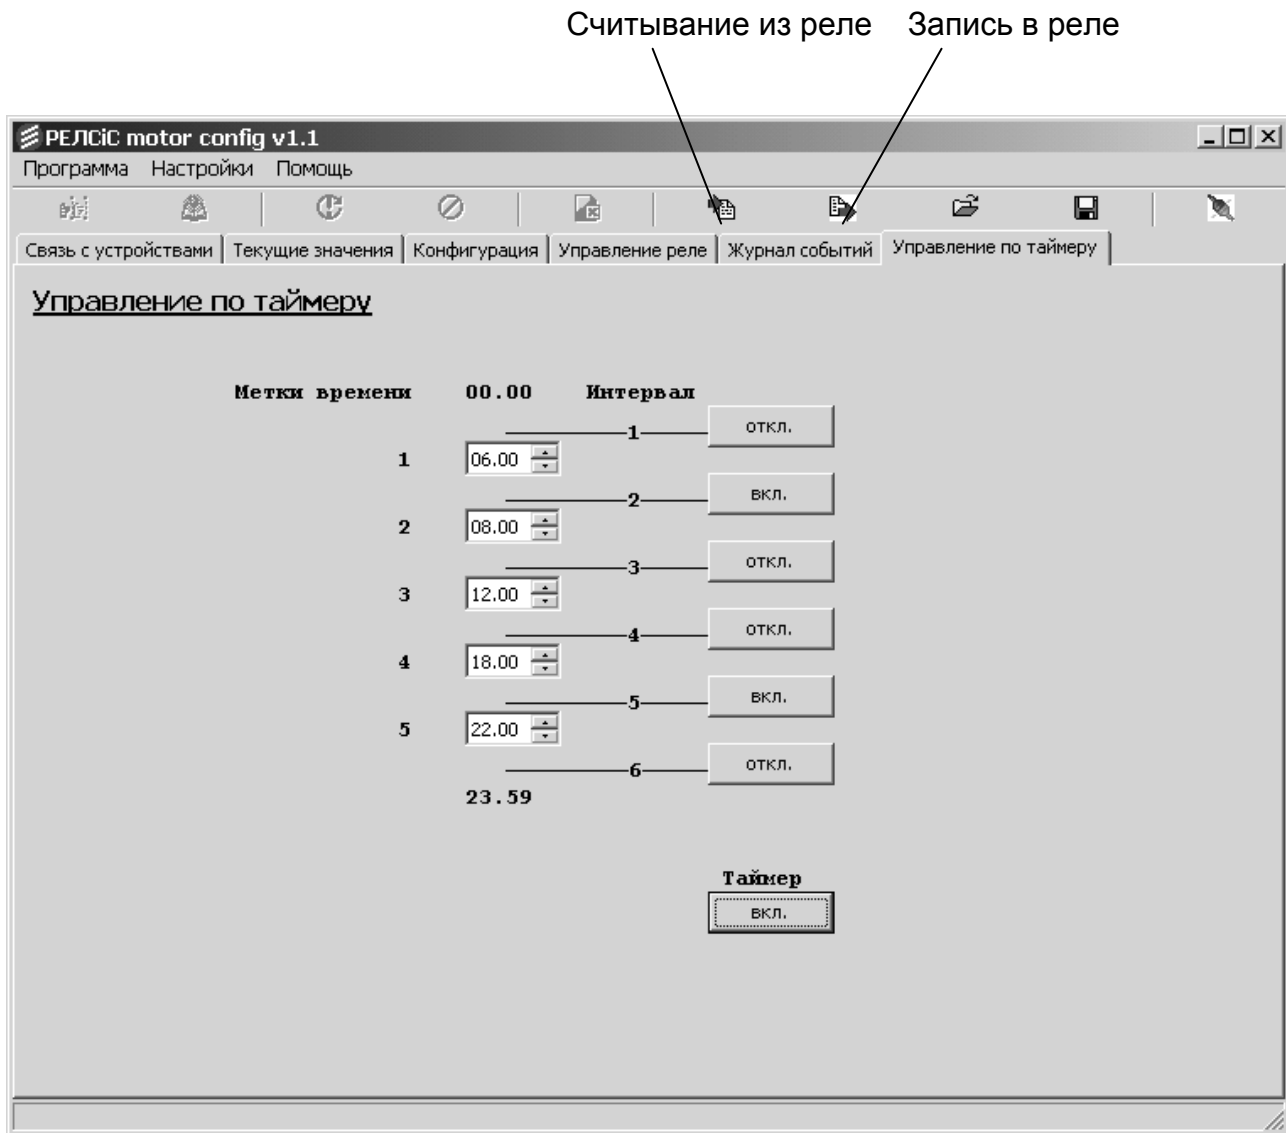 Считывание из реле Запись в реле
РЕЛСіС motor config v1.1
Программа Настройки Помощь
Связь с устройствами Текущие значения Конфигурация Управление реле Журнал событий Управление по таймеру
Управление по таймеру
Метки времени 00.00 Интервал
1 откл.
1 06.00
2 вкл.
2 08.00
3 откл.
3 12.00
4 откл.
4 18.00
5 вкл.
5 22.00
6 откл.
23.59
Таймер
вкл.